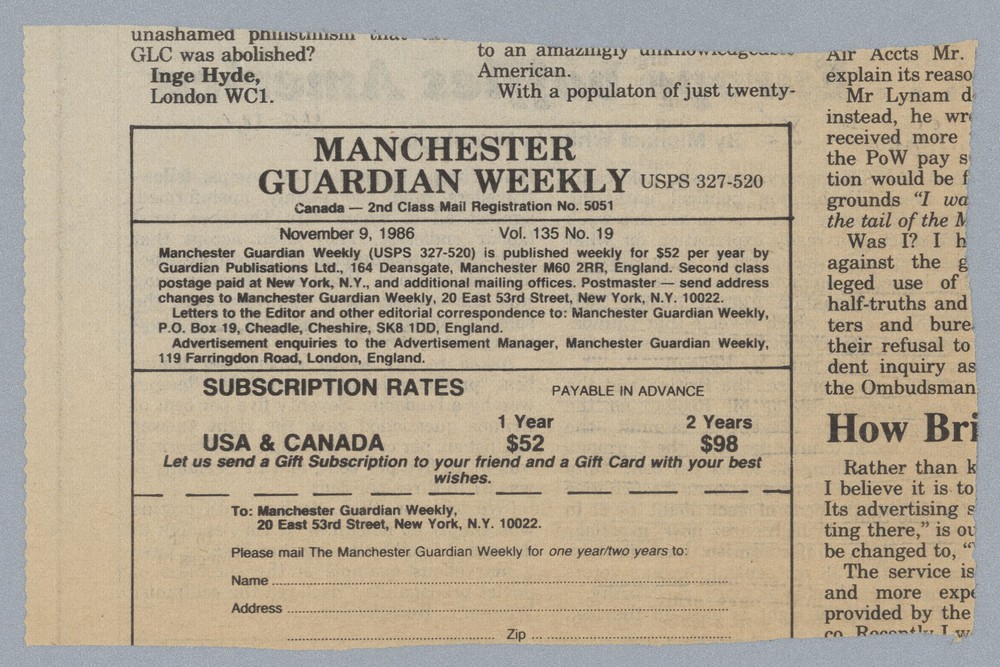 unashamed philistinism that the
GLC was abolished?
Inge Hyde,
London WC1.
to an amazingly unknowledgeable
American.
With a populaton of just twenty-
MANCHESTER
GUARDIAN WEEKLY USPS 327-520
Canada — 2nd Class Mail Registration No. 5051
November 9, 1986 Vol. 135 No. 19
Manchester Guardian Weekly (USPS 327-520) is published weekly for $52 per year by
Guardian Publisations Ltd., 164 Deansgate, Manchester M60 2RR, England. Second class
postage paid at New York, N.Y., and additional mailing offices. Postmaster — send address
changes to Manchester Guardian Weekly, 20 East 53rd Street, New York, N.Y. 10022.
Letters to the Editor and other editorial correspondence to: Manchester Guardian Weekly,
P.O. Box 19, Cheadle, Cheshire, SK8 1DD, England.
Advertisement enquiries to the Advertisement Manager, Manchester Guardian Weekly,
119 Farringdon Road, London, England.
SUBSCRIPTION RATES PAYABLE IN ADVANCE
1 Year 2 Years
USA & CANADA $52 $98
Let us send a Gift Subscription to your friend and a Gift Card with your best
wishes.
To: Manchester Guardian Weekly,
20 East 53rd Street, New York, N.Y. 10022.
Please mail The Manchester Guardian Weekly for one year/two years to:
Name
Address
Zip
Air Accts Mr.
explain its reaso
Mr Lynam d
instead, he wr
received more
the PoW pay s
tion would be f
grounds "I wa
the tail of the M
Was I? I h
against the g
leged use of
half-truths and
ters and bure
their refusal to
dent inquiry as
the Ombudsman
How Bri
Rather than k
I believe it is to
Its advertising s
ting there," is ou
be changed to, "
The service is
and more expe
provided by the
co. Recently I w